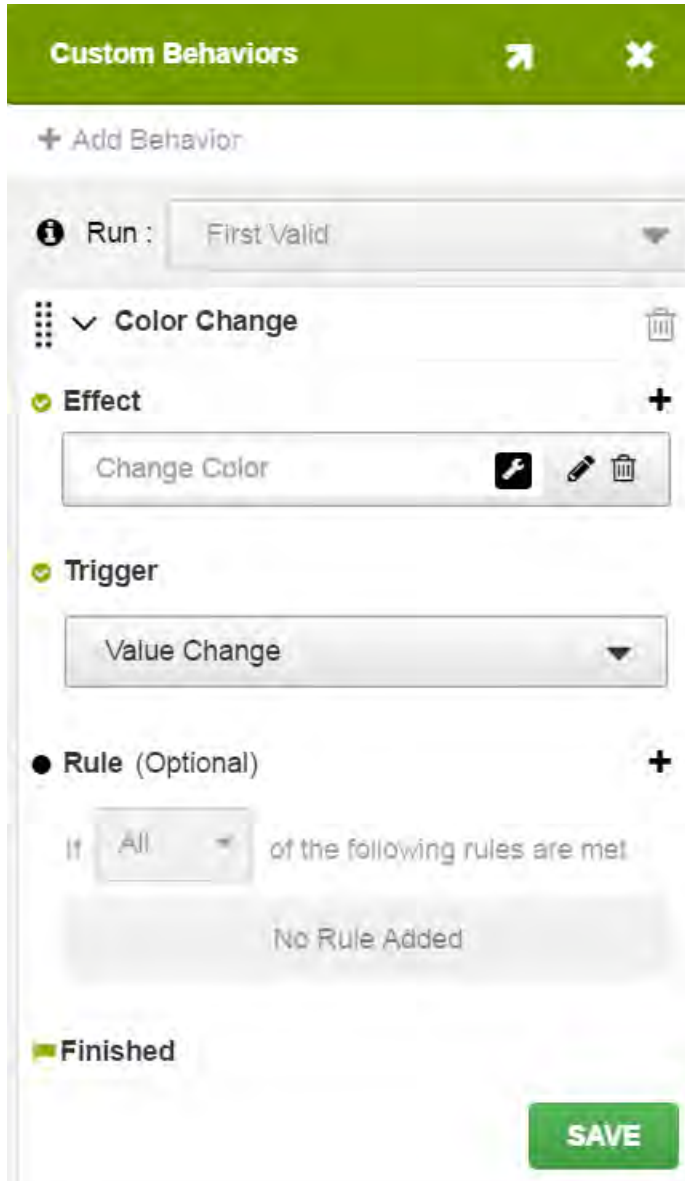 Custom Behaviors
Add Behavior
Run : First Valid
Color Change
Effect
Change Color
Trigger
Value Change
Rule (Optional)
If All of the following rules are met
No Rule Added
Finished
SAVE